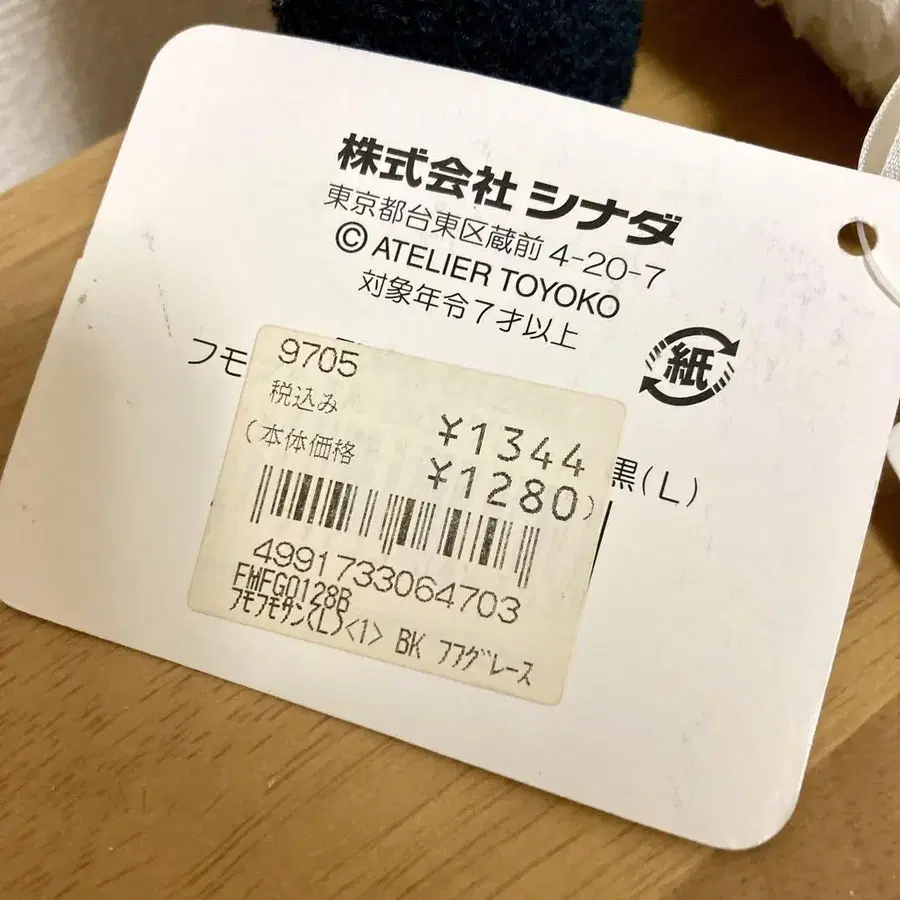 株式会社 シナダ
東京都台東区蔵前 4-20-7
© ATELIER TOYOKO
対象年令7才以上
紙
フモ
黒(L)
9705
税込み ¥1344
(本体価格 ¥1280)
4991733064703
FMFG0128B
フモフモサン(L)<1> BK フアグレース